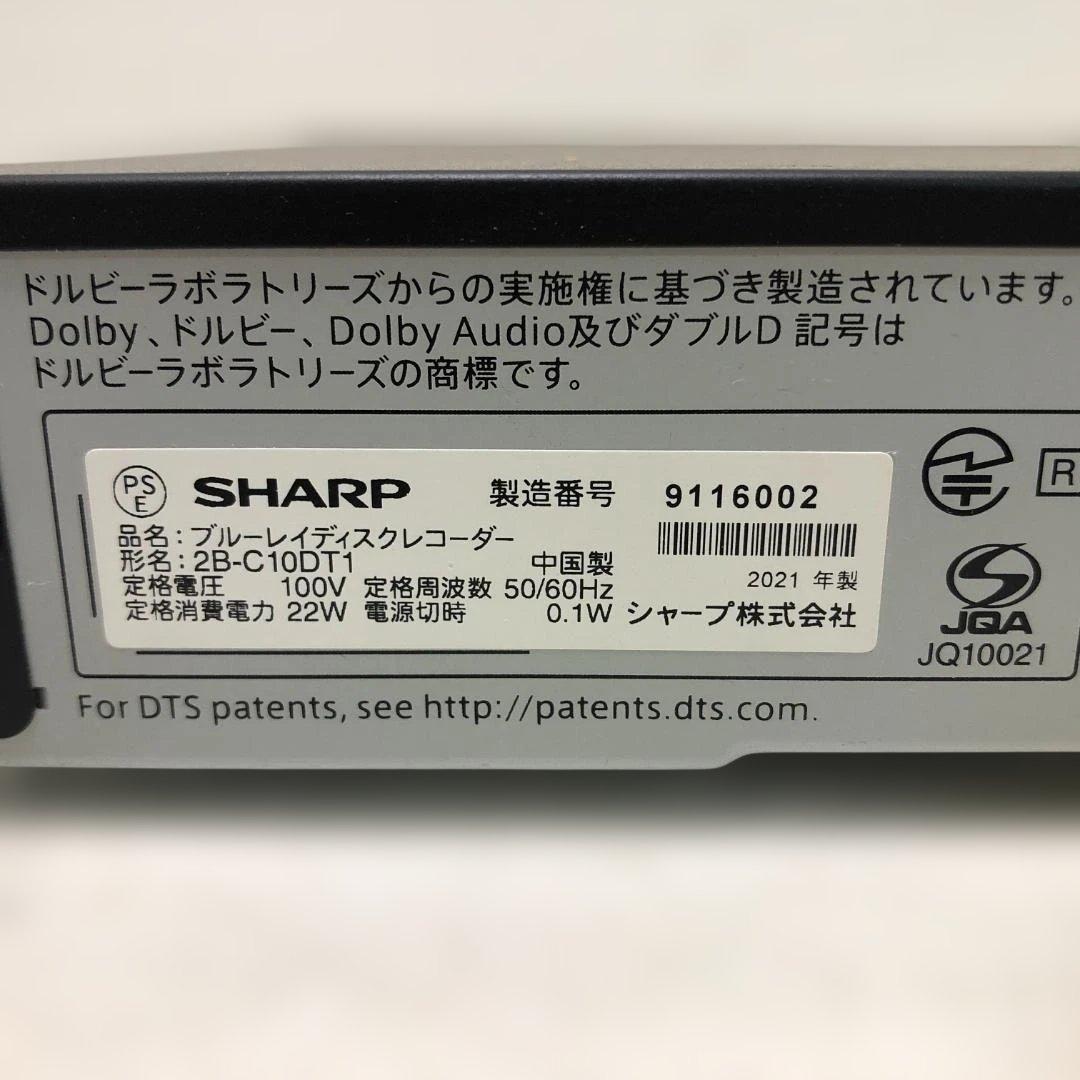 ドルビーラボラトリーズからの実施権に基づき製造されています。
Dolby、ドルビー、Dolby Audio及びダブルD 記号は
ドルビーラボラトリーズの商標です。
PS
E
SHARP 製造番号 9116002
品名:ブルーレイディスクレコーダー
形名:2B-C10DT1 中国製
2021 年製
定格電圧 100V 定格周波数 50/60Hz
定格消費電力 22W 電源切時 0.1W シャープ株式会社
R
JQA
JQ10021
For DTS patents, see http://patents.dts.com.